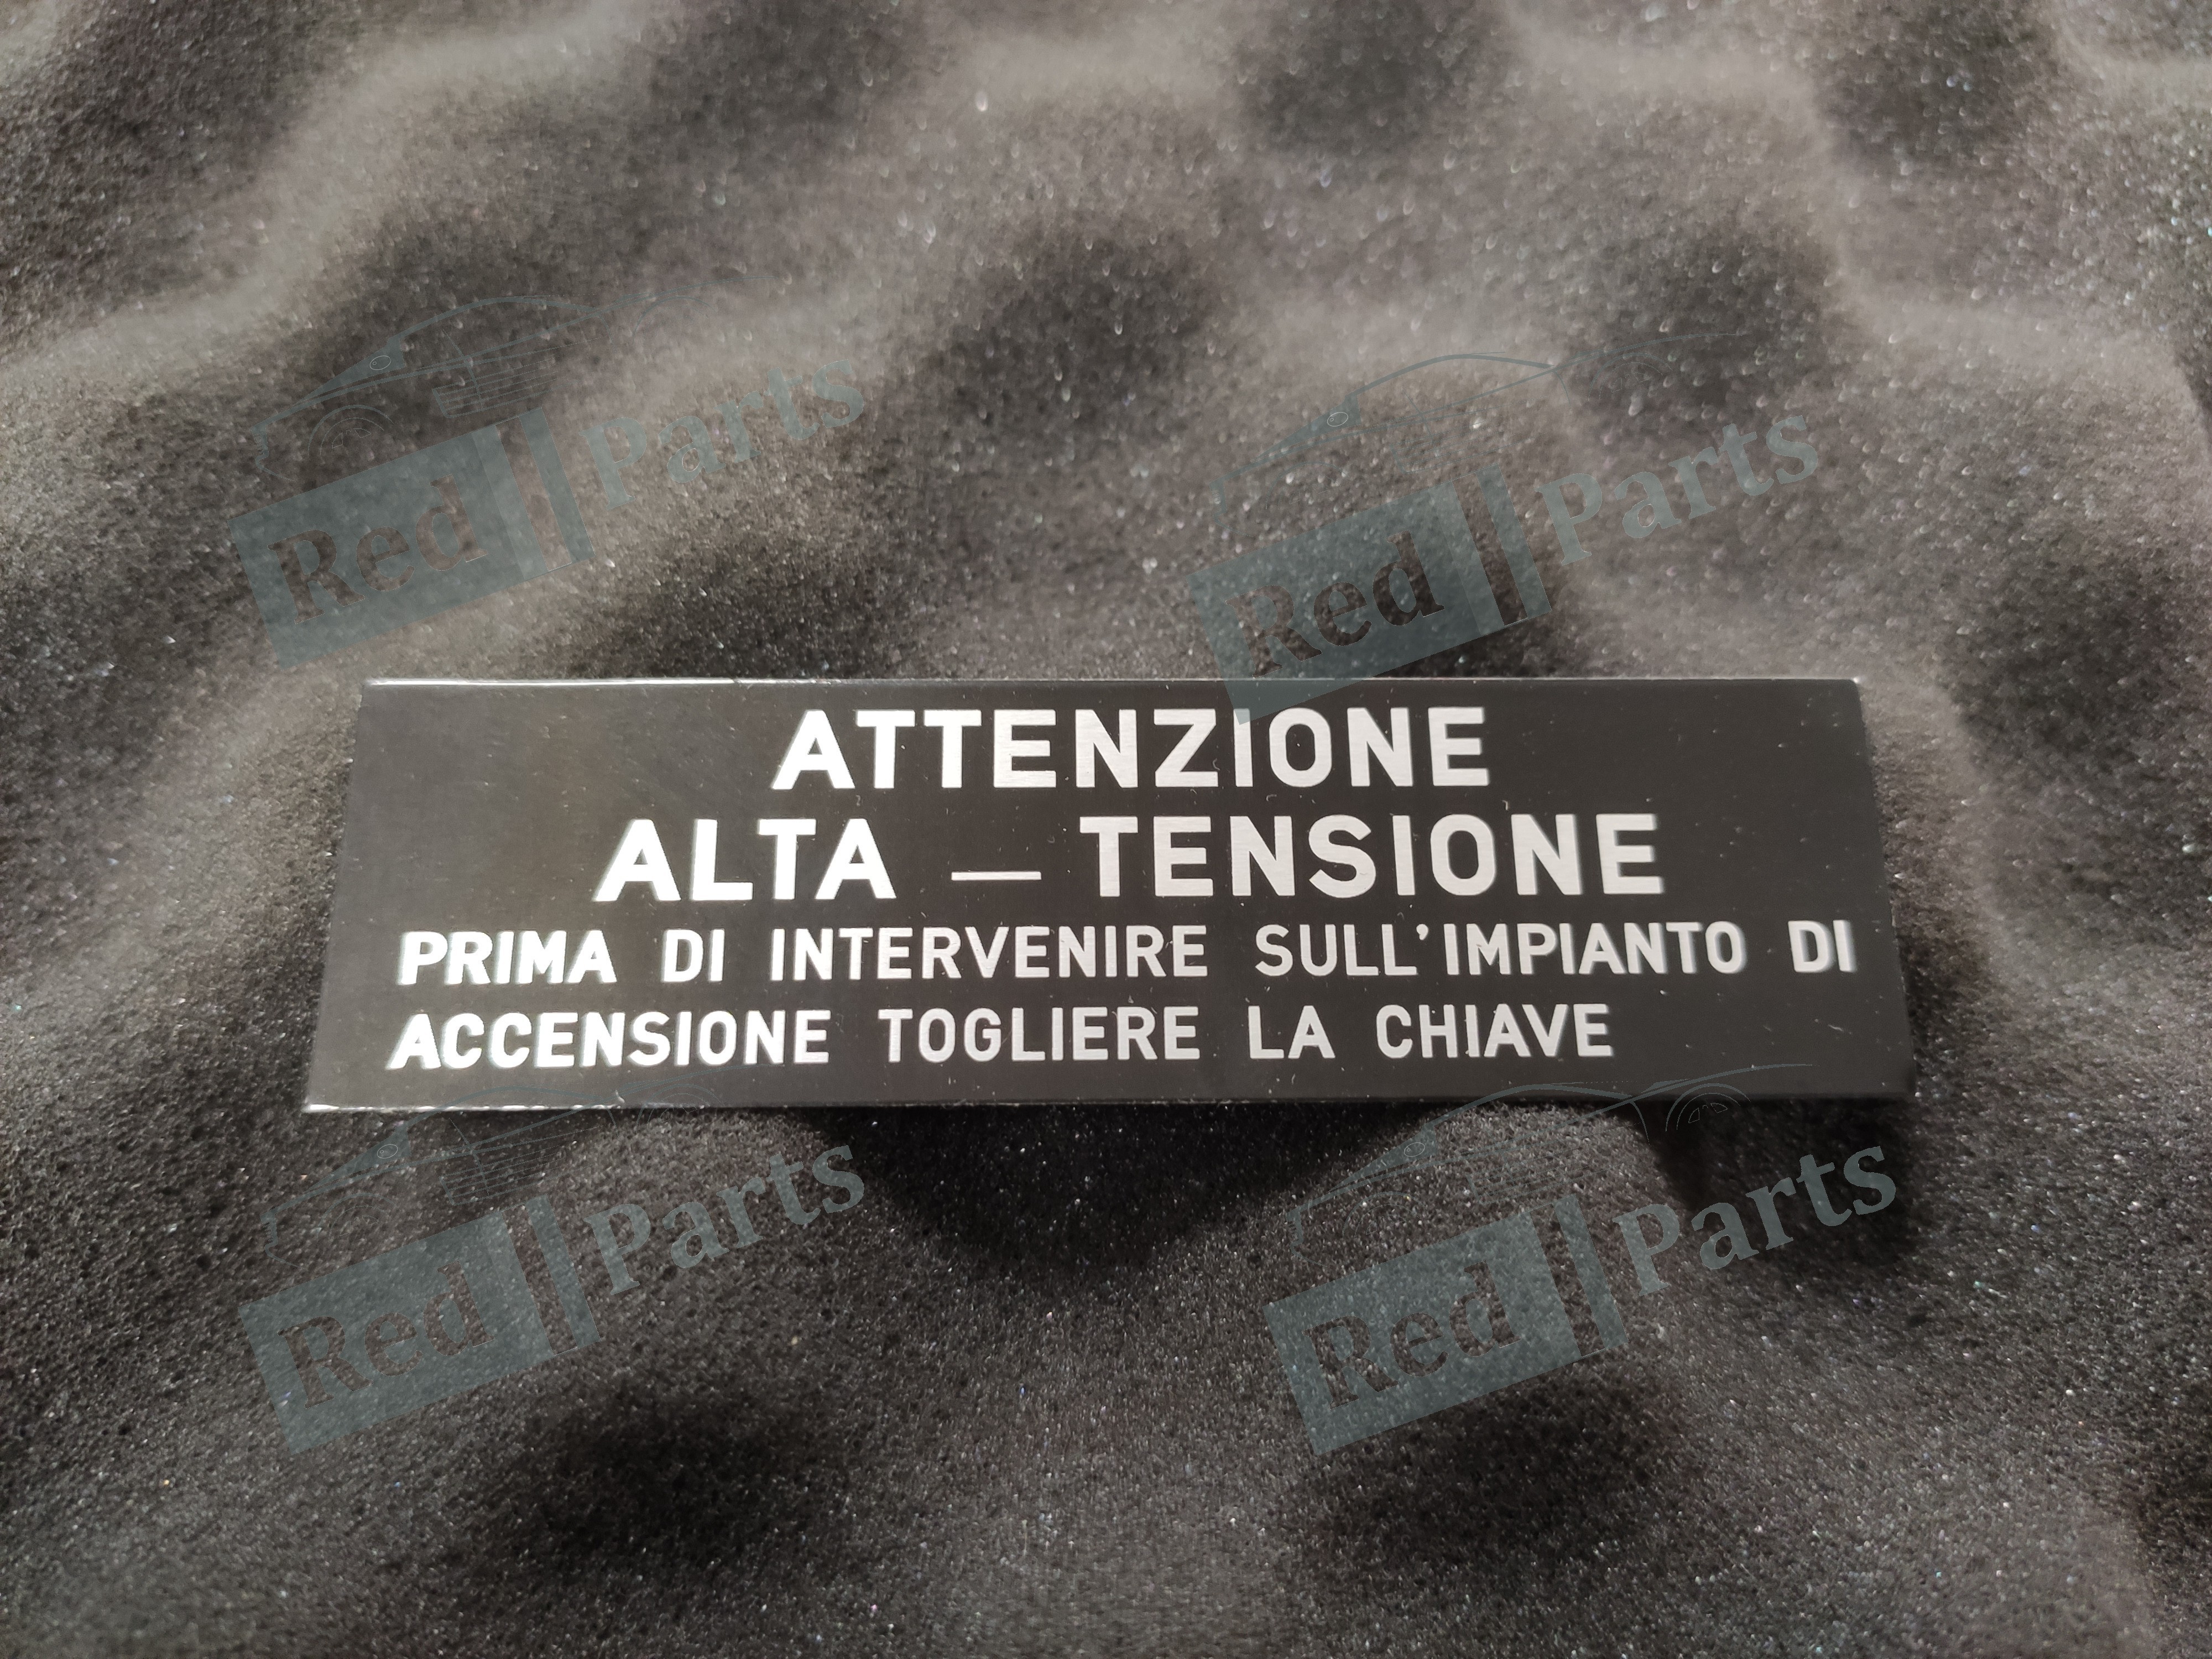 Red Parts
Red Parts
ATTENZIONE
ALTA _ TENSIONE
PRIMA DI INTERVENIRE SULL'IMPIANTO DI
ACCENSIONE TOGLIERE LA CHIAVE
Red Parts
Red Parts